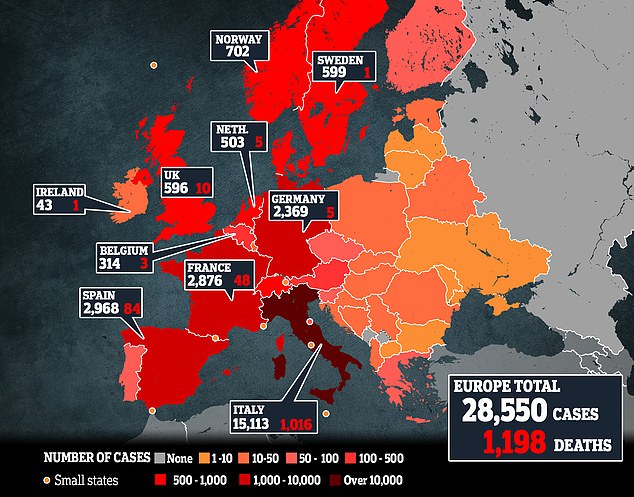 NORWAY
702
SWEDEN
599 1
NETH.
503 5
UK
596 10
IRELAND
43 1
GERMANY
2,369 5
BELGIUM
314 3
FRANCE
2,876 48
SPAIN
2,968 84
ITALY
15,113 1,016
EUROPE TOTAL
28,550 CASES
1,198 DEATHS
NUMBER OF CASES None 1-10 10-50 50 - 100 100 - 500
Small states 500 - 1,000 1,000 - 10,000 Over 10,000